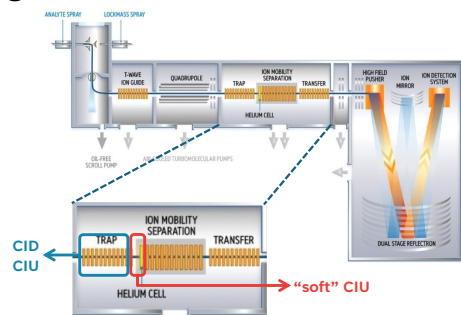 ANALYTE SPRAY
LOCKMASS SPRAY
T-WAVE
ION GUIDE
QUADRUPOLE
TRAP
ION MOBILITY
SEPARATION
TRANSFER
HELIUM CELL
HIGH FIELD
PUSHER
ION
MIRROR
ION DETECTION
SYSTEM
OIL-FREE
SCROLL PUMP
TURBOMOLECULAR PUMPS
DUAL STAGE REFLECTRON
CID
CIU
TRAP
ION MOBILITY
SEPARATION
TRANSFER
HELIUM CELL
“soft” CIU